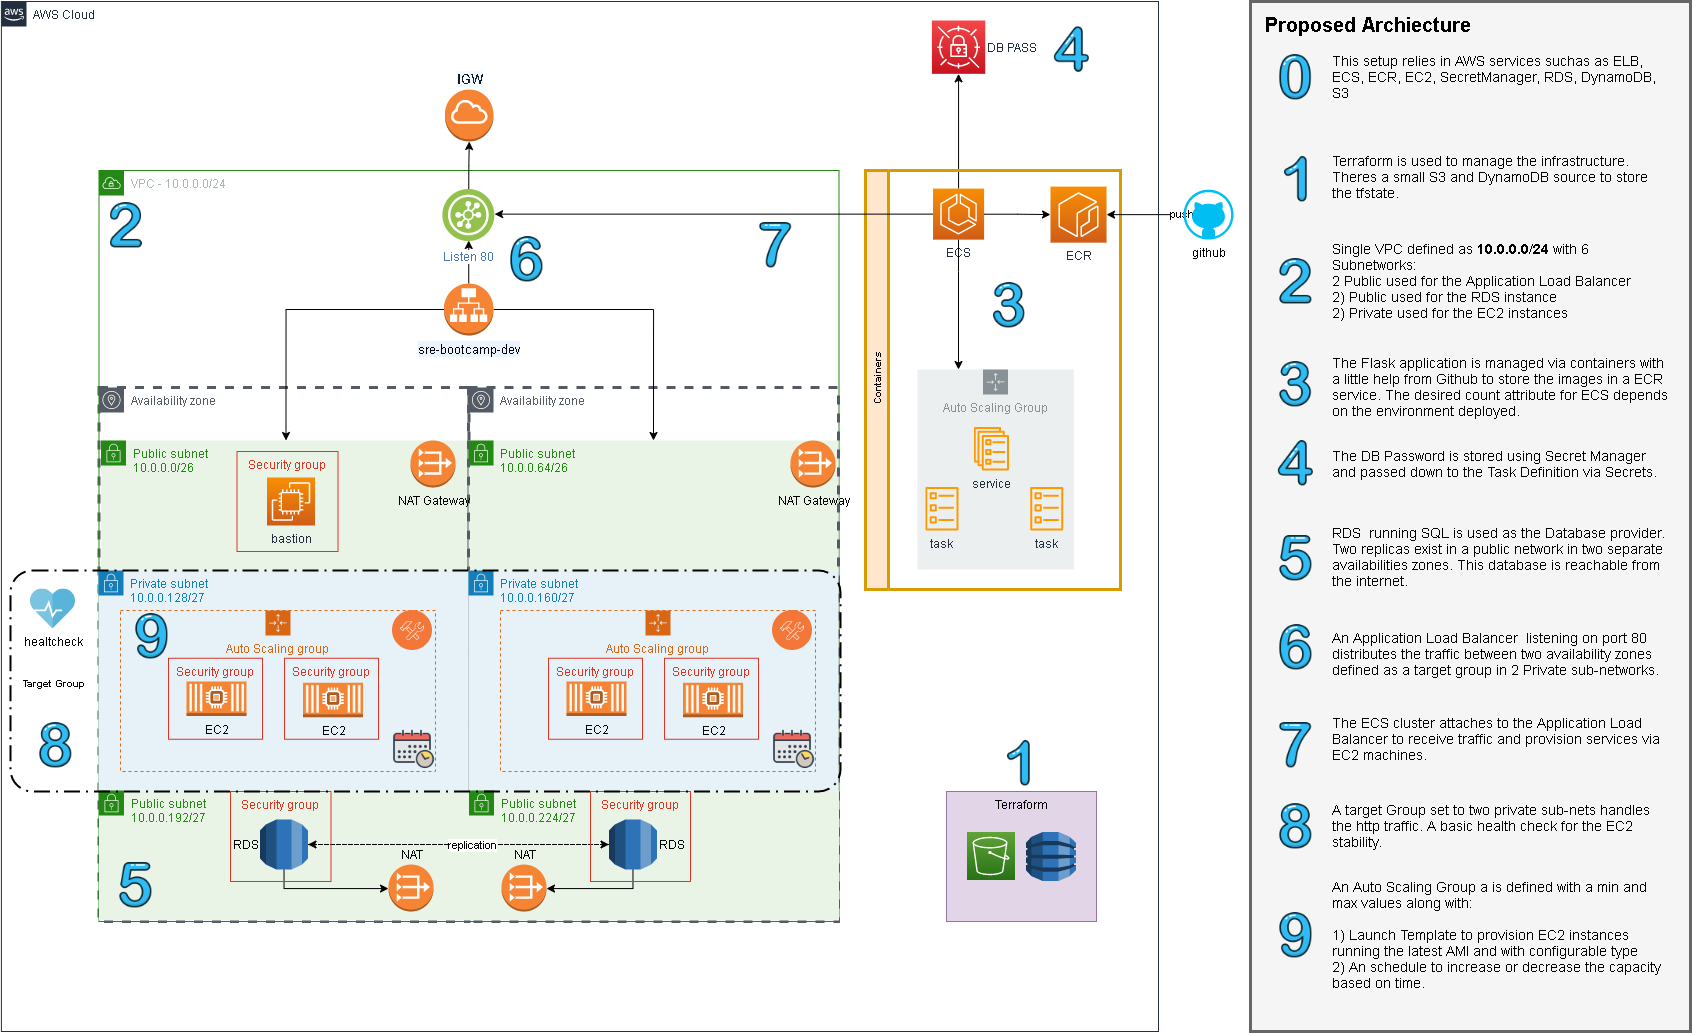 aws
AWS Cloud
IGW
DB PASS
4
VPC - 10.0.0.0/24
2
Listen 80
6
7
sre-bootcamp-dev
Containers
ECS
ECR
push
github
3
Auto Scaling Group
service
task
task
Availability zone
Availability zone
Public subnet
10.0.0.0/26
Security group
bastion
NAT Gateway
Public subnet
10.0.0.64/26
NAT Gateway
healtcheck
Target Group
8
Private subnet
10.0.0.128/27
9
Auto Scaling group
Security group
EC2
Security group
EC2
Private subnet
10.0.0.160/27
Auto Scaling group
Security group
EC2
Security group
EC2
Public subnet
10.0.0.192/27
Security group
RDS
5
NAT
replication
Public subnet
10.0.0.224/27
Security group
RDS
NAT
1
Terraform
Proposed Archiecture
0
This setup relies in AWS services suchas as ELB,
ECS, ECR, EC2, SecretManager, RDS, DynamoDB,
S3
1
Terraform is used to manage the infrastructure.
Theres a small S3 and DynamoDB source to store
the tfstate.
2
Single VPC defined as 10.0.0.0/24 with 6
Subnetworks:
2 Public used for the Application Load Balancer
2) Public used for the RDS instance
2) Private used for the EC2 instances
3
The Flask application is managed via containers with
a little help from Github to store the images in a ECR
service. The desired count attribute for ECS depends
on the environment deployed.
4
The DB Password is stored using Secret Manager
and passed down to the Task Definition via Secrets.
5
RDS running SQL is used as the Database provider.
Two replicas exist in a public network in two separate
availabilities zones. This database is reachable from
the internet.
6
An Application Load Balancer listening on port 80
distributes the traffic between two availability zones
defined as a target group in 2 Private sub-networks.
7
The ECS cluster attaches to the Application Load
Balancer to receive traffic and provision services via
EC2 machines.
8
A target Group set to two private sub-nets handles
the http traffic. A basic health check for the EC2
stability.
9
An Auto Scaling Group a is defined with a min and
max values along with:
1) Launch Template to provision EC2 instances
running the latest AMI and with configurable type
2) An schedule to increase or decrease the capacity
based on time.